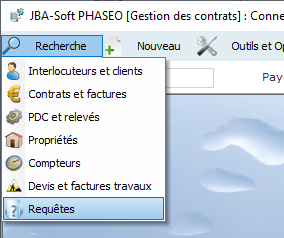 JBA-Soft PHASEO [Gestion des contrats] : Conne
Recherche Nouveau Outils et Op
Interlocuteurs et clients Pay
Contrats et factures
PDC et relevés
Propriétés
Compteurs
Devis et factures travaux
Requêtes